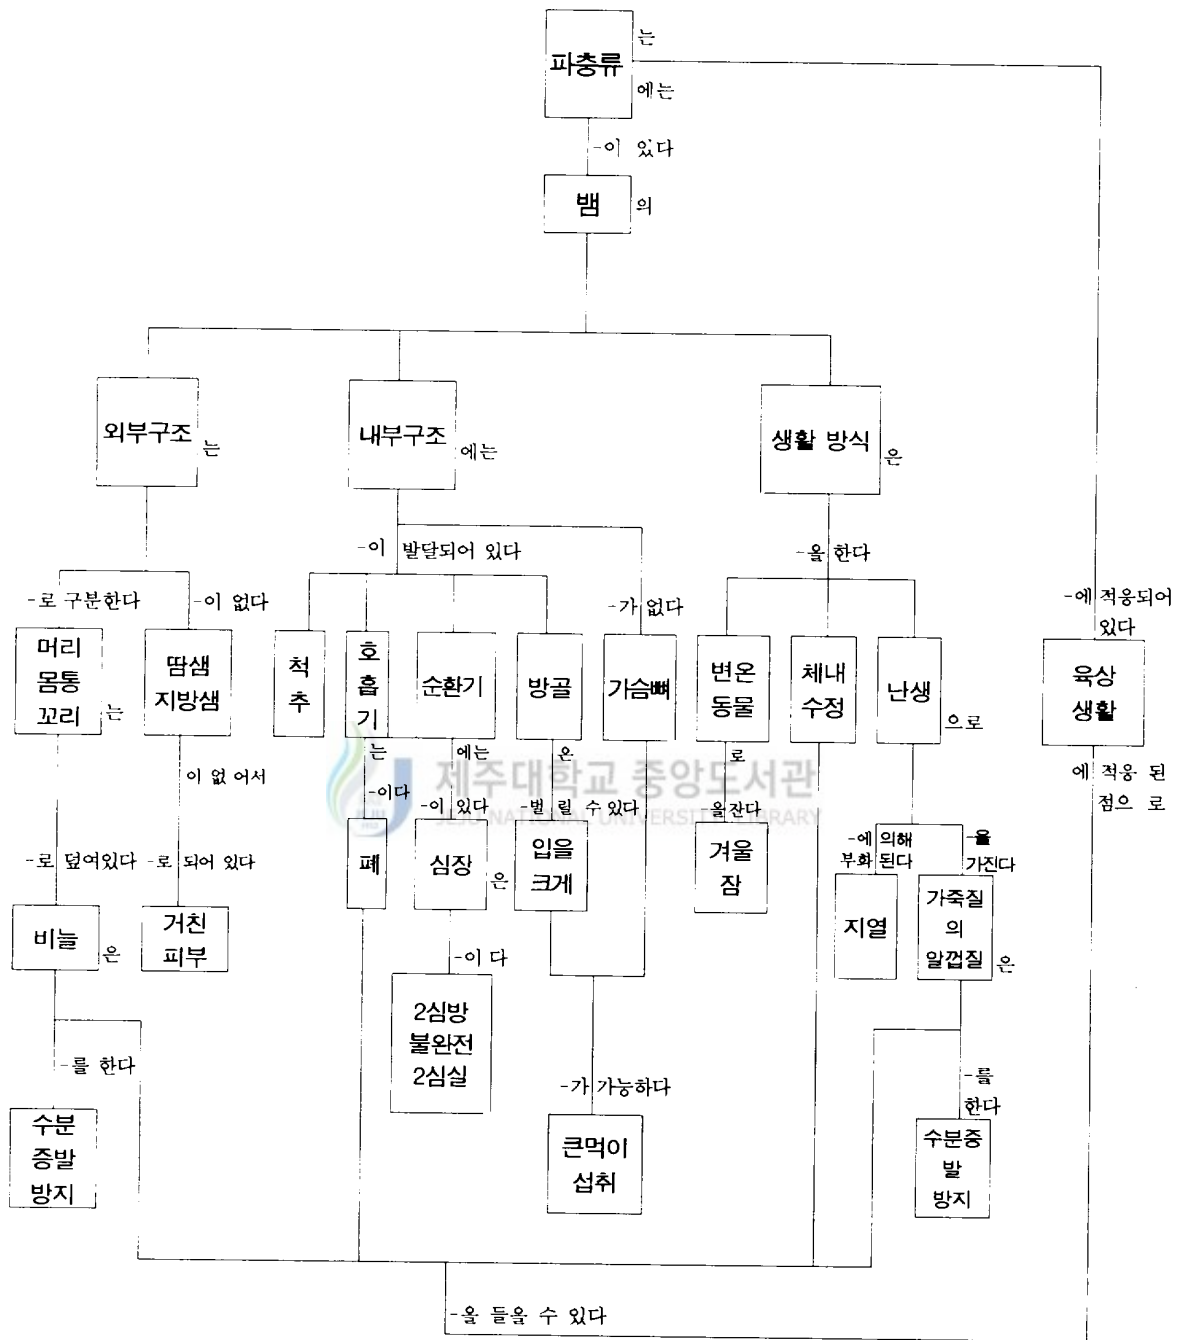 는
파충류
에는
-이 있다
뱀 의
외부구조 는
내부구조 에는
생활 방식 은
-이 발달되어 있다
-을 한다
-로 구분한다
-이 없다
-가 없다
-에 적응되어
있다
머리
몸통
꼬리 는
땀샘
지방샘
척
추
호
흡
기
는
순환기
에는
방골
은
가슴뼈
변온
동물
로
체내
수정
난생
으로
육상
생활
이 없 어서
-이다
-이 있다
-벌 릴 수 있다
올잔다
에 적응 된
점으 로
제주대학교 중앙도서관
JEJU NATIONAL UNIVERSITY LIBRARY
-로 덮여있다
-로 되어 있다
폐
심장 은
입을
크게
겨울
잠
-에 의해
부화 된다
-을
가진다
비늘 은
거친
피부
지열
가죽질
의
알껍질 은
-이 다
2심방
불완전
2심실
-를 한다
-가 가능하다
-를
한다
수분
증발
방지
큰먹이
섭취
수분증
발
방지
-을 들을 수 있다